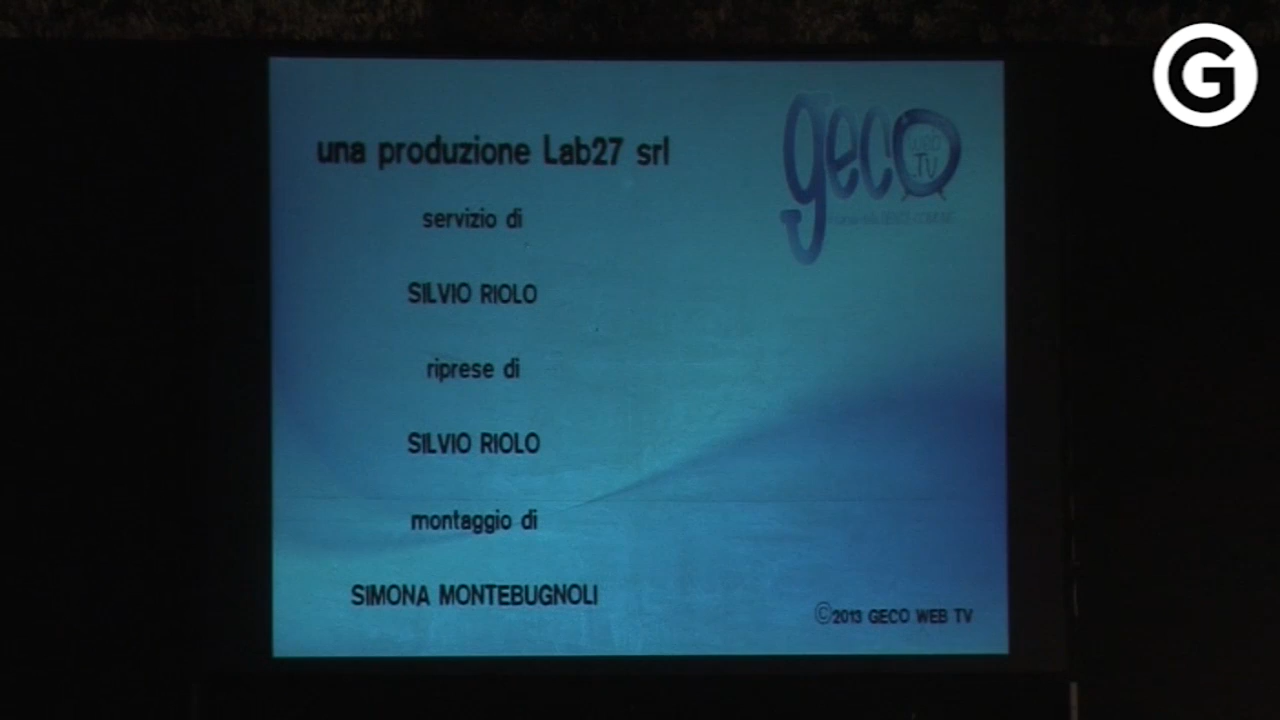 una produzione Lab27 srl
geco
web
TV
servizio di
SILVIO RIOLO
riprese di
SILVIO RIOLO
montaggio di
SIMONA MONTEBUGNOLI
©2013 GECO WEB TV
G